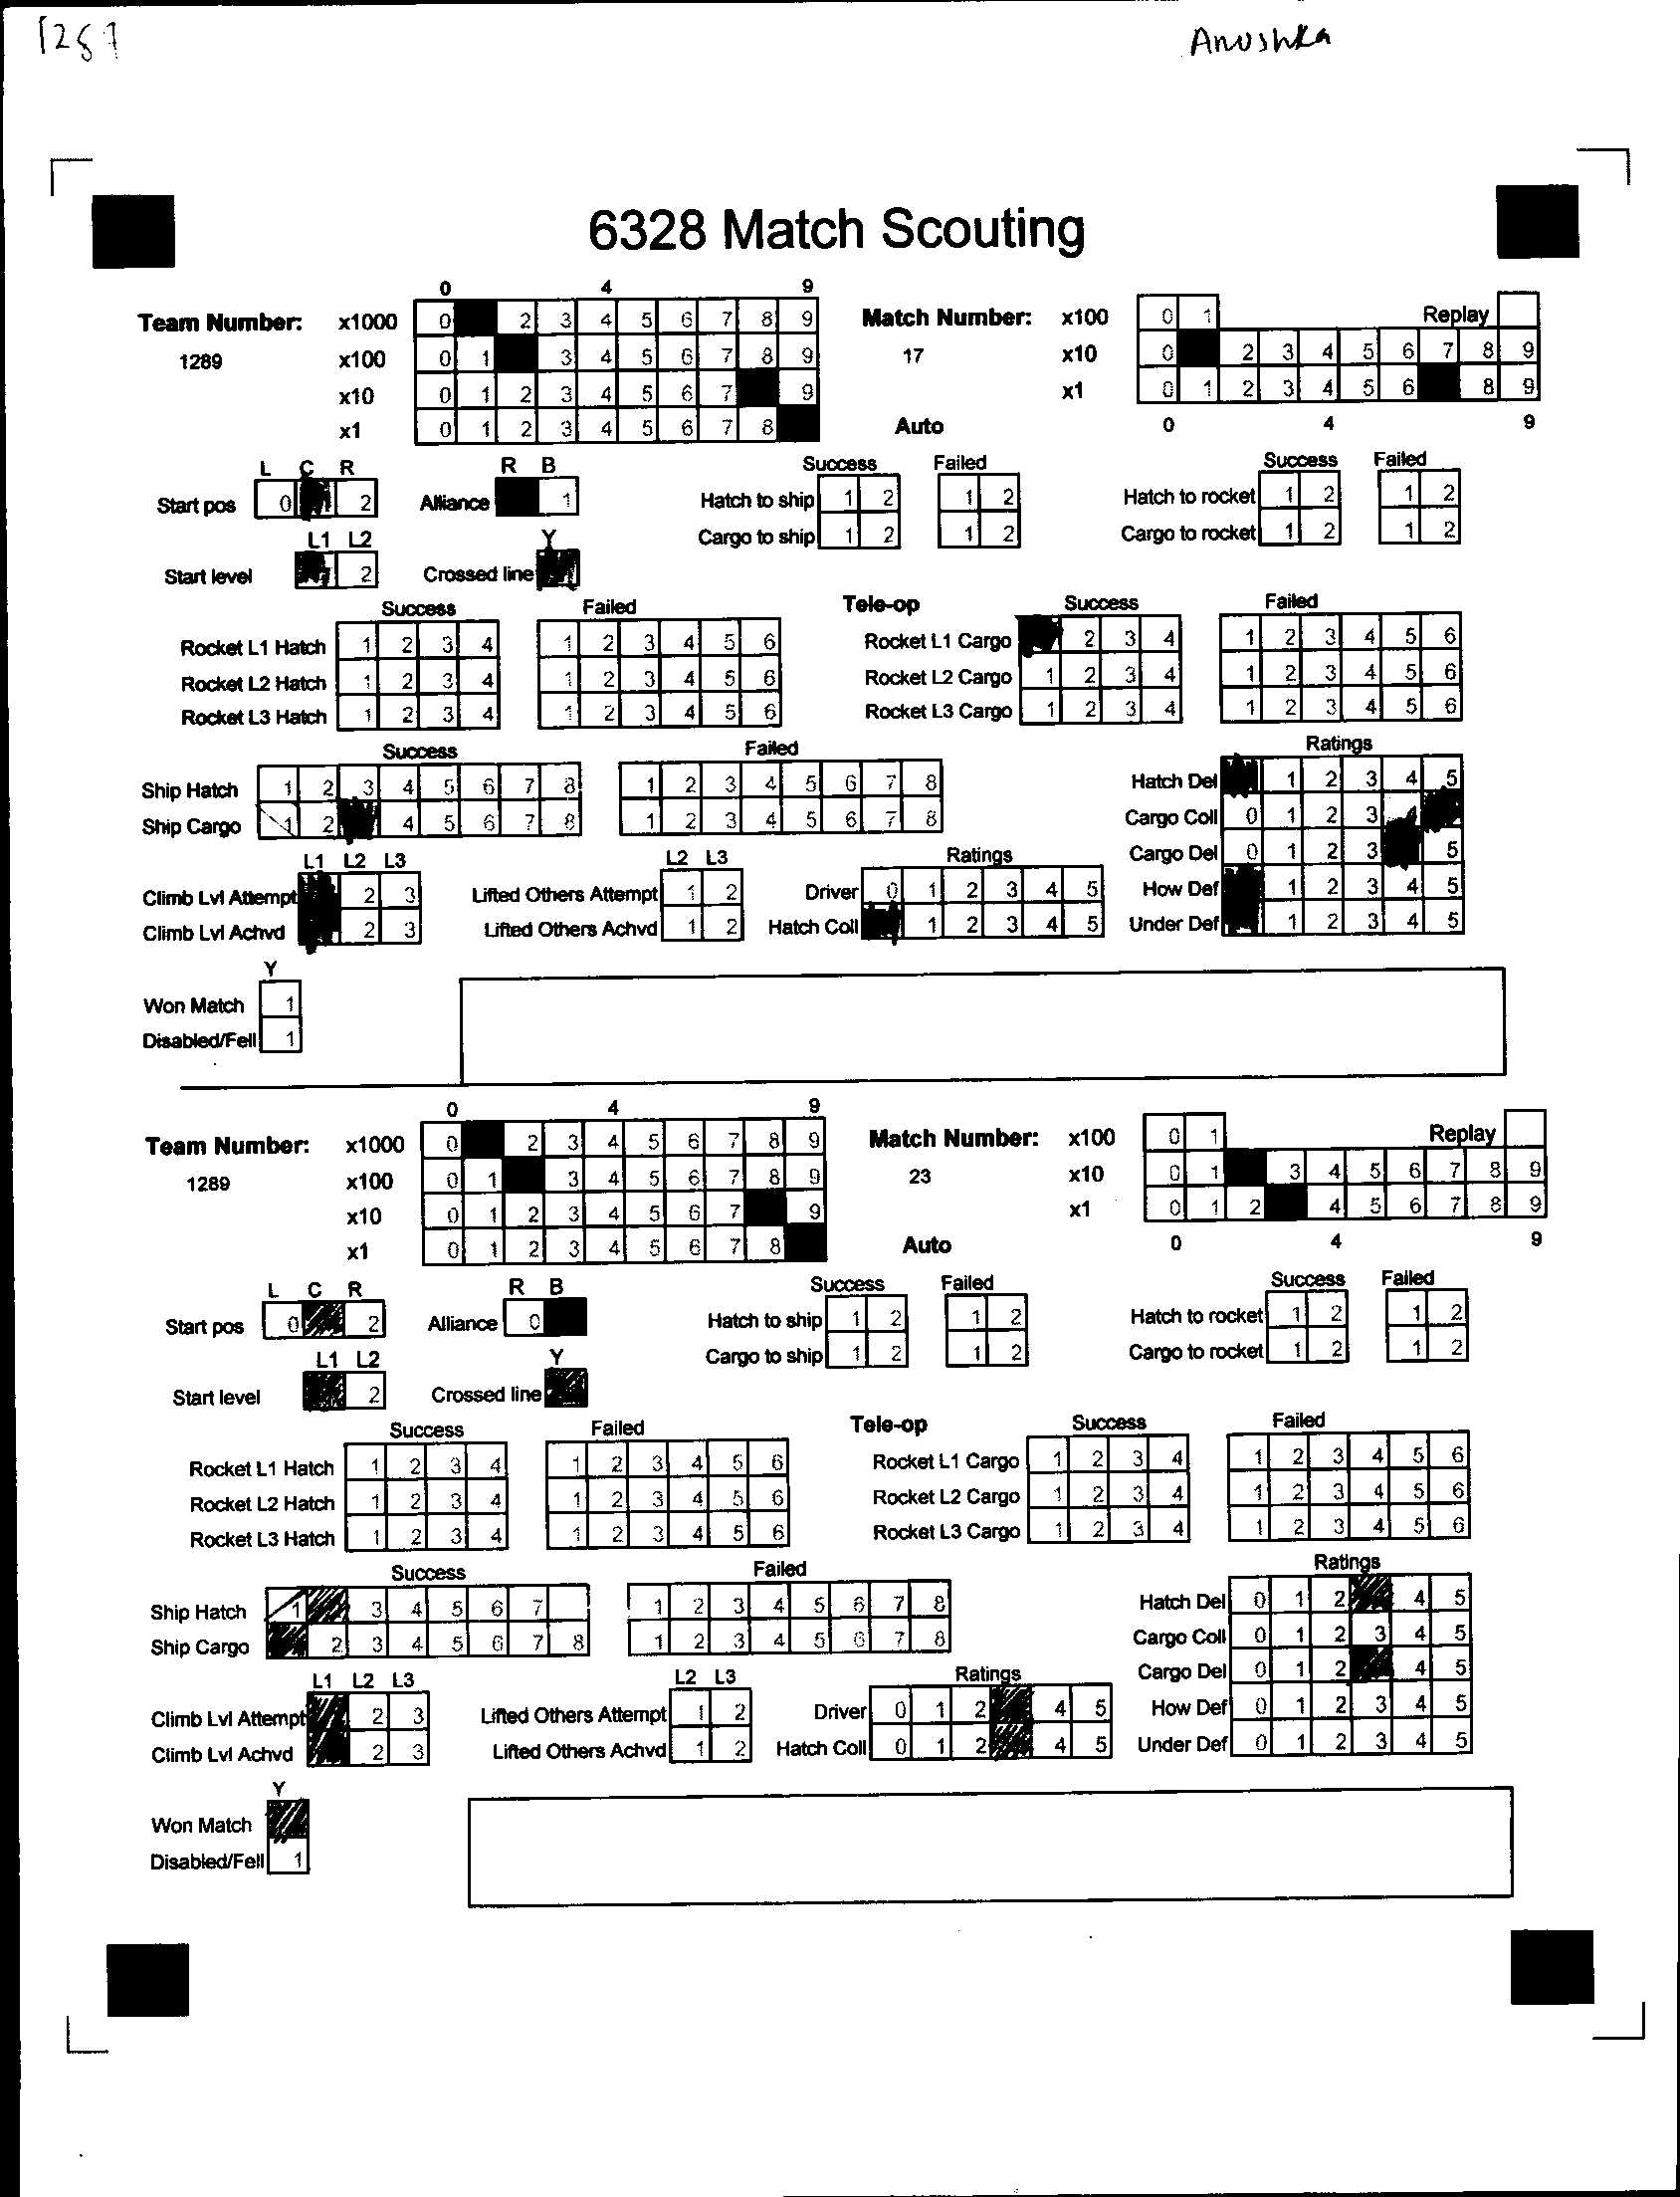 1289 Anushka
6328 Match Scouting
0 4 9
Team Number: x1000 0 2 3 4 5 6 7 8 9 Match Number: x100 0 1 Replay
1289 x100 0 1 3 4 5 6 7 8 9 17 x10 0 2 3 4 5 6 7 8 9
x10 0 1 2 3 4 5 6 7 9 x1 0 1 2 3 4 5 6 8 9
x1 0 1 2 3 4 5 6 7 8 Auto 0 4 9
L C R R B Success Failed Success Failed
Start pos 0 2 Alliance 1 Hatch to ship 1 2 1 2 Hatch to rocket 1 2 1 2
L1 L2 Y Cargo to ship 1 2 1 2 Cargo to rocket 1 2 1 2
Start level 2 Crossed line
Success Failed Tele-op Success Failed
Rocket L1 Hatch 1 2 3 4 1 2 3 4 5 6 Rocket L1 Cargo 2 3 4 1 2 3 4 5 6
Rocket L2 Hatch 1 2 3 4 1 2 3 4 5 6 Rocket L2 Cargo 1 2 3 4 1 2 3 4 5 6
Rocket L3 Hatch 1 2 3 4 1 2 3 4 5 6 Rocket L3 Cargo 1 2 3 4 1 2 3 4 5 6
Success Failed Ratings
Ship Hatch 1 2 3 4 5 6 7 8 1 2 3 4 5 6 7 8 Hatch Del 1 2 3 4 5
Ship Cargo 1 2 4 5 6 7 8 1 2 3 4 5 6 7 8 Cargo Coll 0 1 2 3 4
L1 L2 L3 L2 L3 Ratings Cargo Del 0 1 2 3 5
Climb Lvl Attempt 2 3 Lifted Others Attempt 1 2 Driver 0 1 2 3 4 5 How Def 1 2 3 4 5
Climb Lvl Achvd 2 3 Lifted Others Achvd 1 2 Hatch Coll 1 2 3 4 5 Under Def 1 2 3 4 5
Y
Won Match 1
Disabled/Fell 1
0 4 9
Team Number: x1000 0 2 3 4 5 6 7 8 9 Match Number: x100 0 1 Replay
1289 x100 0 1 3 4 5 6 7 8 9 23 x10 0 1 3 4 5 6 7 8 9
x10 0 1 2 3 4 5 6 7 9 x1 0 1 2 4 5 6 7 8 9
x1 0 1 2 3 4 5 6 7 8 Auto 0 4 9
L C R R B Success Failed Success Failed
Start pos 0 2 Alliance 0 Hatch to ship 1 2 1 2 Hatch to rocket 1 2 1 2
L1 L2 Y Cargo to ship 1 2 1 2 Cargo to rocket 1 2 1 2
Start level 2 Crossed line
Success Failed Tele-op Success Failed
Rocket L1 Hatch 1 2 3 4 1 2 3 4 5 6 Rocket L1 Cargo 1 2 3 4 1 2 3 4 5 6
Rocket L2 Hatch 1 2 3 4 1 2 3 4 5 6 Rocket L2 Cargo 1 2 3 4 1 2 3 4 5 6
Rocket L3 Hatch 1 2 3 4 1 2 3 4 5 6 Rocket L3 Cargo 1 2 3 4 1 2 3 4 5 6
Success Failed Ratings
Ship Hatch 1 3 4 5 6 7 1 2 3 4 5 6 7 8 Hatch Del 0 1 2 4 5
Ship Cargo 2 3 4 5 6 7 8 1 2 3 4 5 6 7 8 Cargo Coll 0 1 2 3 4 5
L1 L2 L3 L2 L3 Ratings Cargo Del 0 1 2 4 5
Climb Lvl Attempt 2 3 Lifted Others Attempt 1 2 Driver 0 1 2 4 5 How Def 0 1 2 3 4 5
Climb Lvl Achvd 2 3 Lifted Others Achvd 1 2 Hatch Coll 0 1 2 4 5 Under Def 0 1 2 3 4 5
Y
Won Match
Disabled/Fell 1